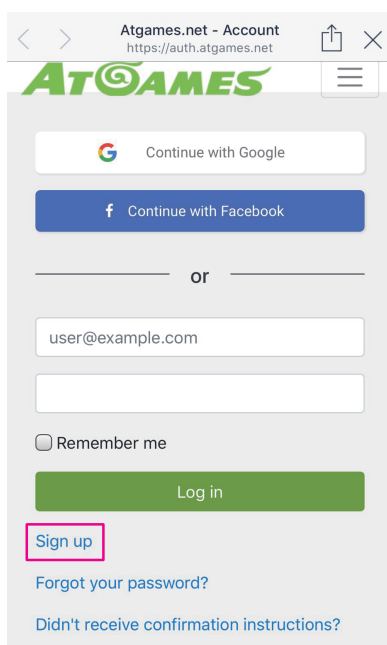 Atgames.net - Account
https://auth.atgames.net
ATGAMES
Continue with Google
f Continue with Facebook
or
user@example.com
Remember me
Log in
Sign up
Forgot your password?
Didn't receive confirmation instructions?